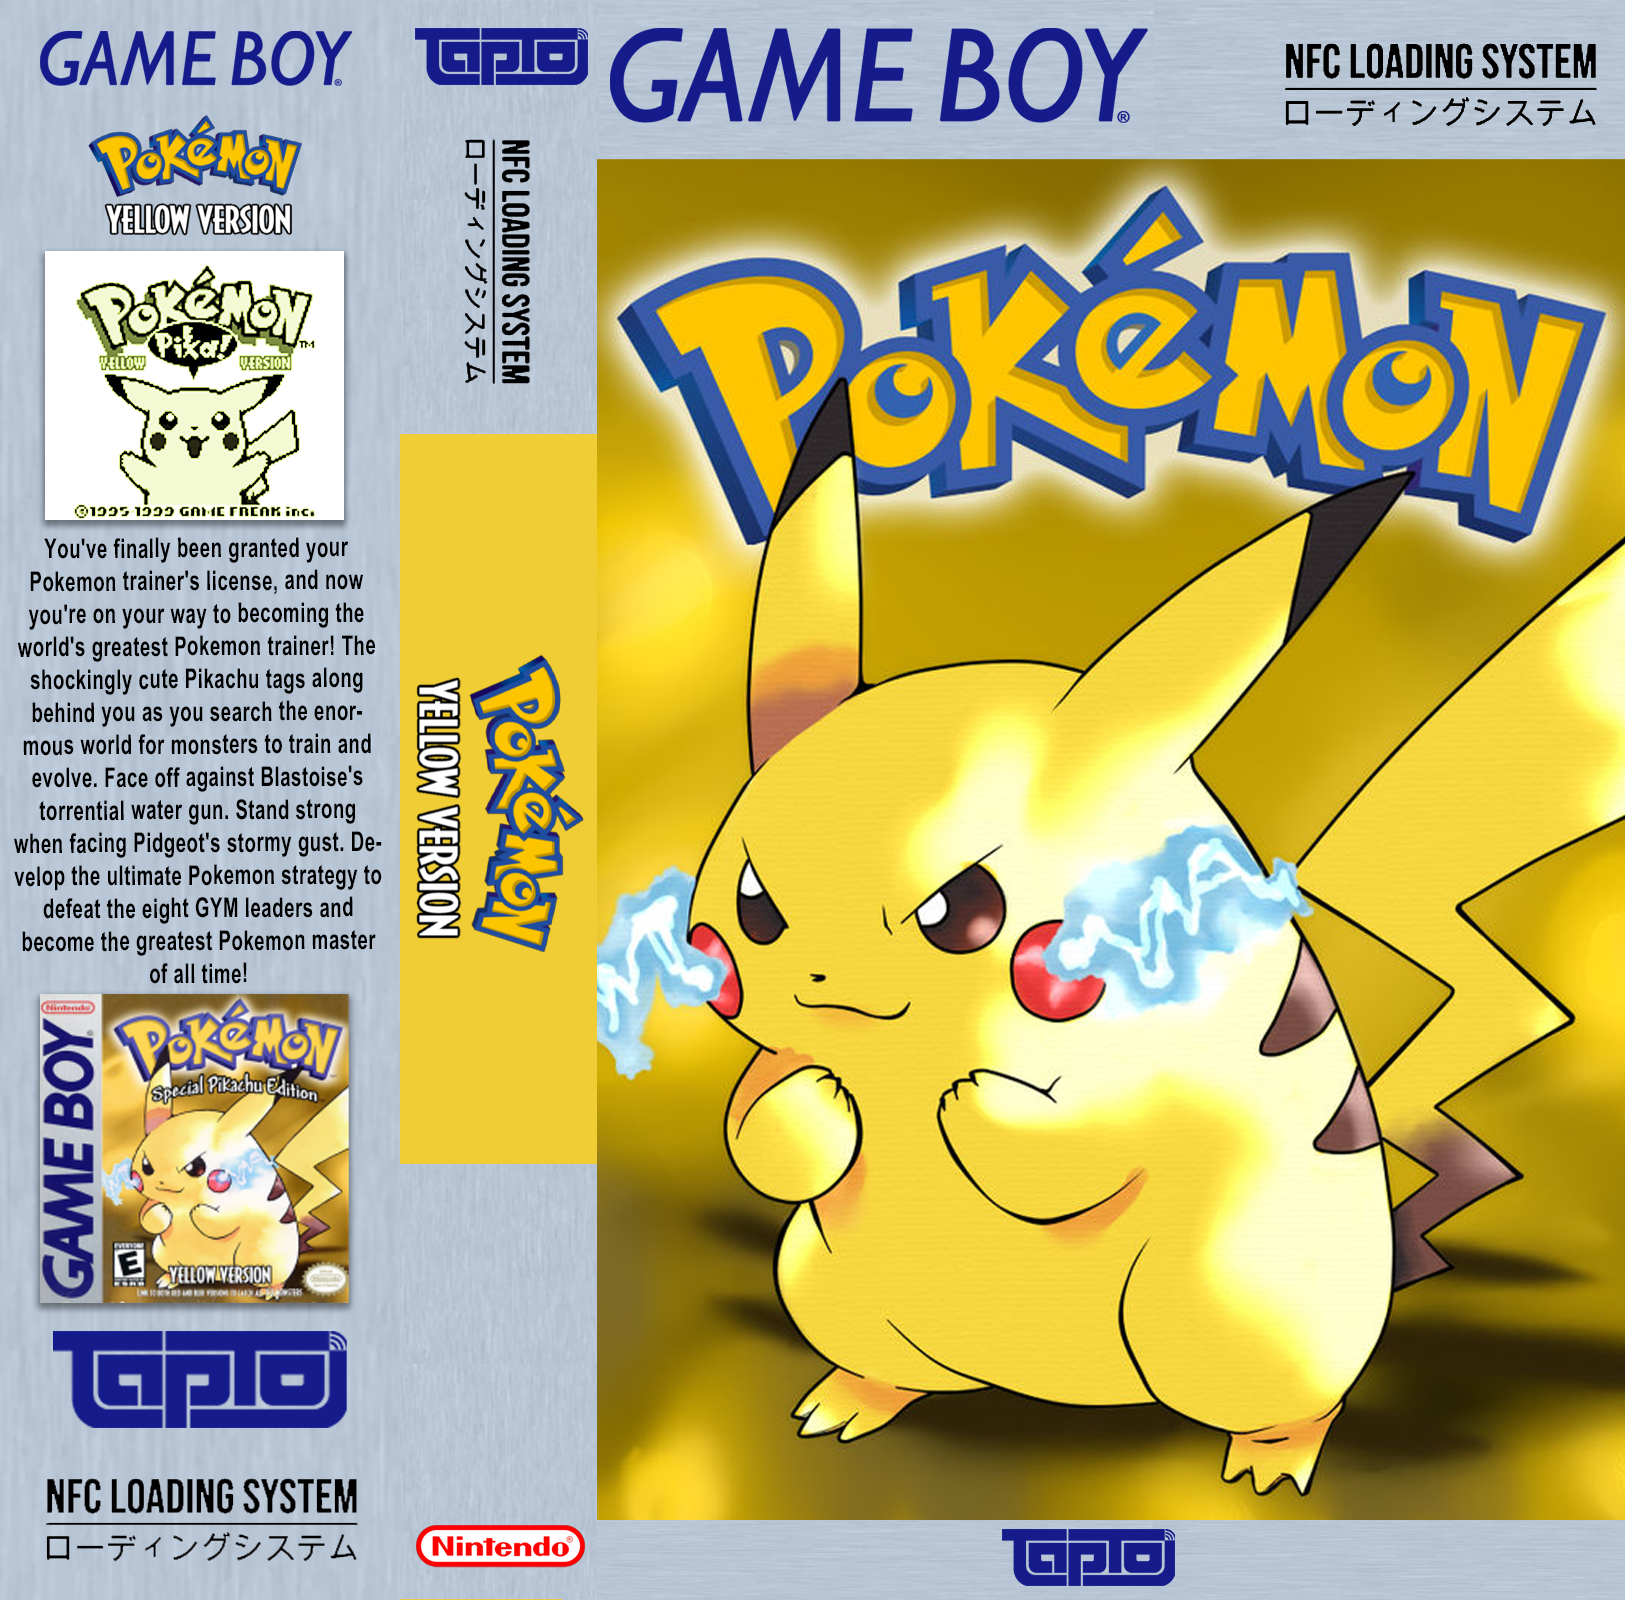 GAME BOY®
POKéMON
YELLOW VERSION
POKéMON
Pika!
YELLOW VERSION
TM
©1995 1999 GAME FREAK inc.
You've finally been granted your
Pokemon trainer's license, and now
you're on your way to becoming the
world's greatest Pokemon trainer! The
shockingly cute Pikachu tags along
behind you as you search the enor-
mous world for monsters to train and
evolve. Face off against Blastoise's
torrential water gun. Stand strong
when facing Pidgeot's stormy gust. De-
velop the ultimate Pokemon strategy to
defeat the eight GYM leaders and
become the greatest Pokemon master
of all time!
Nintendo
GAME BOY
POKéMON
Special Pikachu Edition
EVERYONE
E
ESRB
YELLOW VERSION
TapTo
NFC LOADING SYSTEM
ローディングシステム
TapTo
NFC LOADING SYSTEM
ローディングシステム
POKéMON
YELLOW VERSION
Nintendo®
GAME BOY®
NFC LOADING SYSTEM
ローディングシステム
POKéMON
TapTo